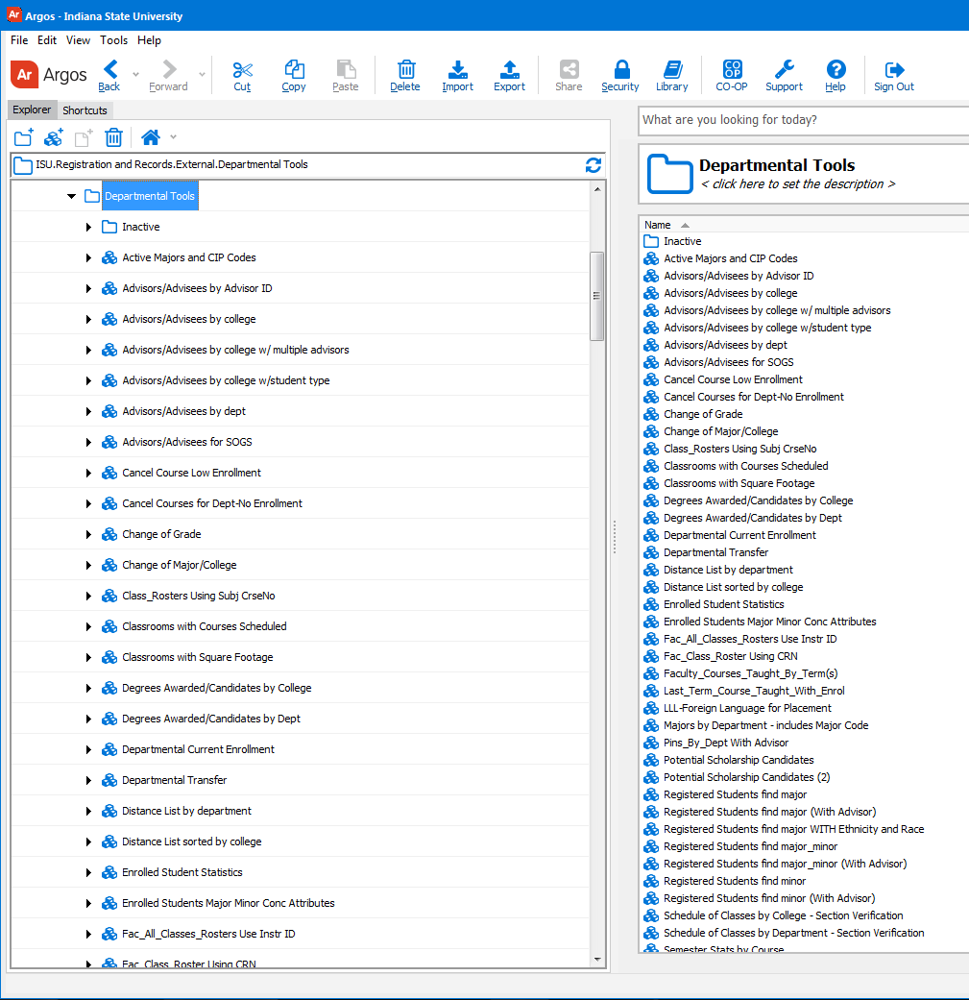 Ar Argos - Indiana State University
File Edit View Tools Help
Ar Argos Back Forward Cut Copy Paste Delete Import Export Share Security Library CO-OP CO-OP Support Help Sign Out
Explorer Shortcuts
ISU.Registration and Records.External.Departmental Tools
Departmental Tools
Inactive
Active Majors and CIP Codes
Advisors/Advisees by Advisor ID
Advisors/Advisees by college
Advisors/Advisees by college w/ multiple advisors
Advisors/Advisees by college w/student type
Advisors/Advisees by dept
Advisors/Advisees for SOGS
Cancel Course Low Enrollment
Cancel Courses for Dept-No Enrollment
Change of Grade
Change of Major/College
Class_Rosters Using Subj CrseNo
Classrooms with Courses Scheduled
Classrooms with Square Footage
Degrees Awarded/Candidates by College
Degrees Awarded/Candidates by Dept
Departmental Current Enrollment
Departmental Transfer
Distance List by department
Distance List sorted by college
Enrolled Student Statistics
Enrolled Students Major Minor Conc Attributes
Fac_All_Classes_Rosters Use Instr ID
Fac_Class_Roster Using CRN
What are you looking for today?
Departmental Tools
< click here to set the description >
Name
Inactive
Active Majors and CIP Codes
Advisors/Advisees by Advisor ID
Advisors/Advisees by college
Advisors/Advisees by college w/ multiple advisors
Advisors/Advisees by college w/student type
Advisors/Advisees by dept
Advisors/Advisees for SOGS
Cancel Course Low Enrollment
Cancel Courses for Dept-No Enrollment
Change of Grade
Change of Major/College
Class_Rosters Using Subj CrseNo
Classrooms with Courses Scheduled
Classrooms with Square Footage
Degrees Awarded/Candidates by College
Degrees Awarded/Candidates by Dept
Departmental Current Enrollment
Departmental Transfer
Distance List by department
Distance List sorted by college
Enrolled Student Statistics
Enrolled Students Major Minor Conc Attributes
Fac_All_Classes_Rosters Use Instr ID
Fac_Class_Roster Using CRN
Faculty_Courses_Taught_By_Term(s)
Last_Term_Course_Taught_With_Enrol
LLL-Foreign Language for Placement
Majors by Department - includes Major Code
Pins_By_Dept With Advisor
Potential Scholarship Candidates
Potential Scholarship Candidates (2)
Registered Students find major
Registered Students find major (With Advisor)
Registered Students find major WITH Ethnicity and Race
Registered Students find major_minor
Registered Students find major_minor (With Advisor)
Registered Students find minor
Registered Students find minor (With Advisor)
Schedule of Classes by College - Section Verification
Schedule of Classes by Department - Section Verification
Semester Stats by Course